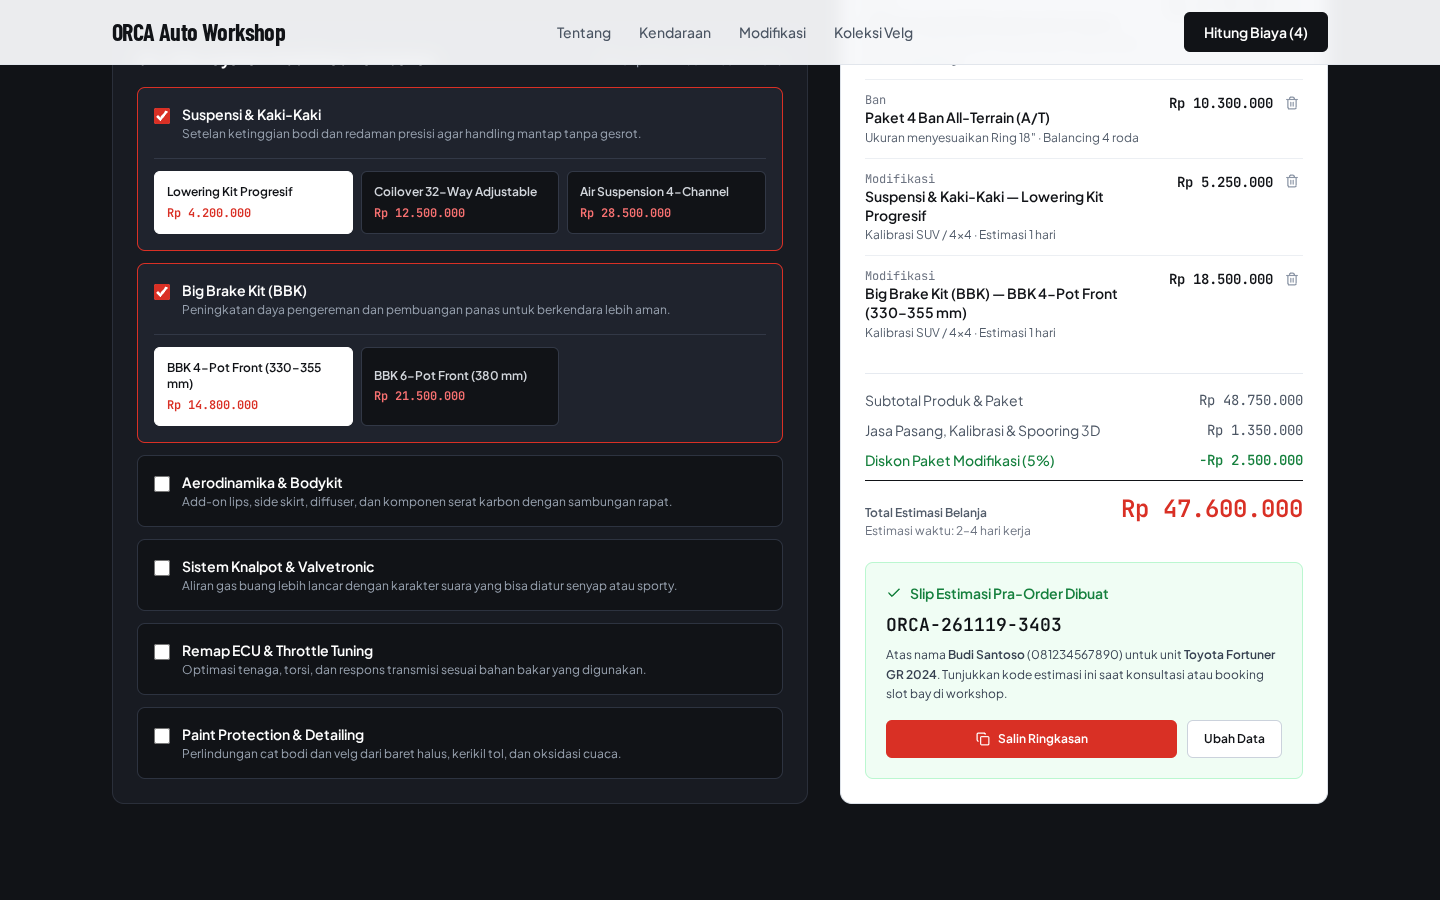 ORCA Auto Workshop
Tentang
Kendaraan
Modifikasi
Koleksi Velg
Hitung Biaya (4)
Suspensi & Kaki-Kaki
Setelan ketinggian bodi dan redaman presisi agar handling mantap tanpa gesrot.
Lowering Kit Progresif
Rp 4.200.000
Coilover 32-Way Adjustable
Rp 12.500.000
Air Suspension 4-Channel
Rp 28.500.000
Big Brake Kit (BBK)
Peningkatan daya pengereman dan pembuangan panas untuk berkendara lebih aman.
BBK 4-Pot Front (330-355
mm)
Rp 14.800.000
BBK 6-Pot Front (380 mm)
Rp 21.500.000
Aerodinamika & Bodykit
Add-on lips, side skirt, diffuser, dan komponen serat karbon dengan sambungan rapat.
Sistem Knalpot & Valvetronic
Aliran gas buang lebih lancar dengan karakter suara yang bisa diatur senyap atau sporty.
Remap ECU & Throttle Tuning
Optimasi tenaga, torsi, dan respons transmisi sesuai bahan bakar yang digunakan.
Paint Protection & Detailing
Perlindungan cat bodi dan velg dari baret halus, kerikil tol, dan oksidasi cuaca.
Ban
Paket 4 Ban All-Terrain (A/T)
Ukuran menyesuaikan Ring 18" · Balancing 4 roda
Rp 10.300.000
Modifikasi
Suspensi & Kaki-Kaki — Lowering Kit
Progresif
Kalibrasi SUV / 4×4 · Estimasi 1 hari
Rp 5.250.000
Modifikasi
Big Brake Kit (BBK) — BBK 4-Pot Front
(330-355 mm)
Kalibrasi SUV / 4×4 · Estimasi 1 hari
Rp 18.500.000
Subtotal Produk & Paket
Rp 48.750.000
Jasa Pasang, Kalibrasi & Spooring 3D
Rp 1.350.000
Diskon Paket Modifikasi (5%)
-Rp 2.500.000
Total Estimasi Belanja
Estimasi waktu: 2–4 hari kerja
Rp 47.600.000
Slip Estimasi Pra-Order Dibuat
ORCA-261119-3403
Atas nama Budi Santoso (081234567890) untuk unit Toyota Fortuner
GR 2024. Tunjukkan kode estimasi ini saat konsultasi atau booking
slot bay di workshop.
Salin Ringkasan
Ubah Data